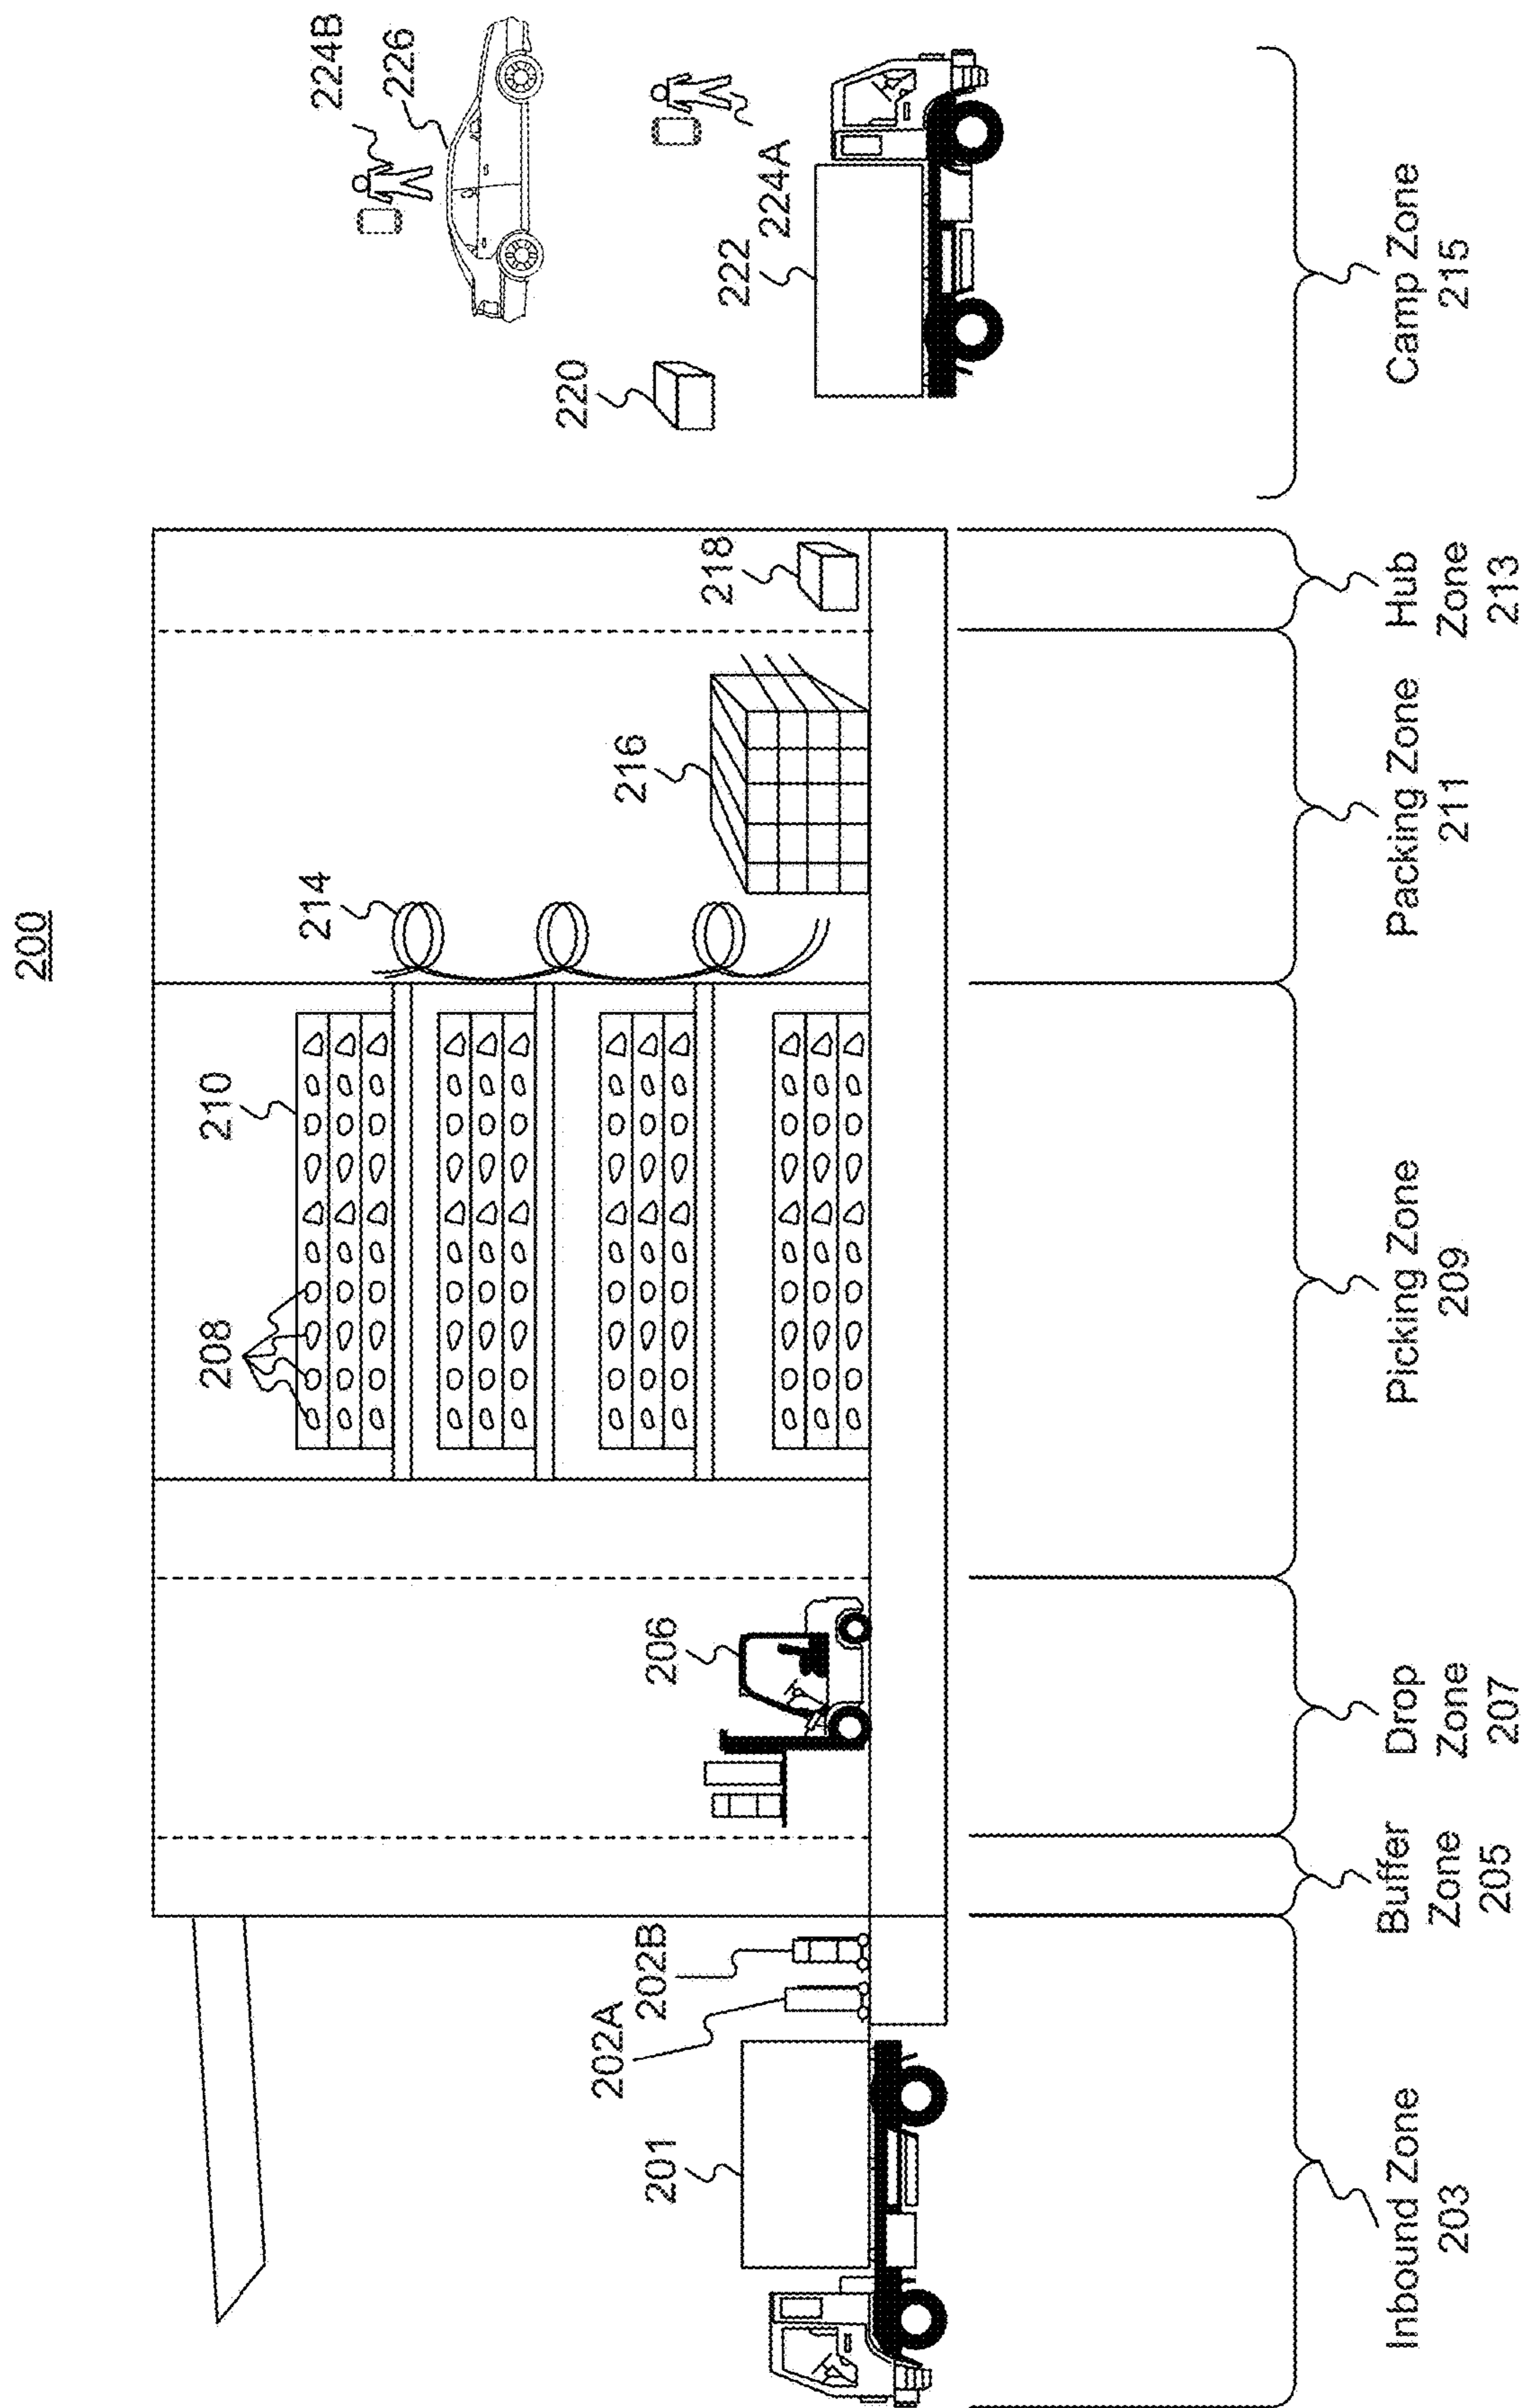 200
224B
226
224A
222
220
218
216
214
210
208
206
202B
202A
201
Inbound Zone
203
Buffer
Zone
205
Drop
Zone
207
Picking Zone
209
Packing Zone
211
Hub
Zone
213
Camp Zone
215